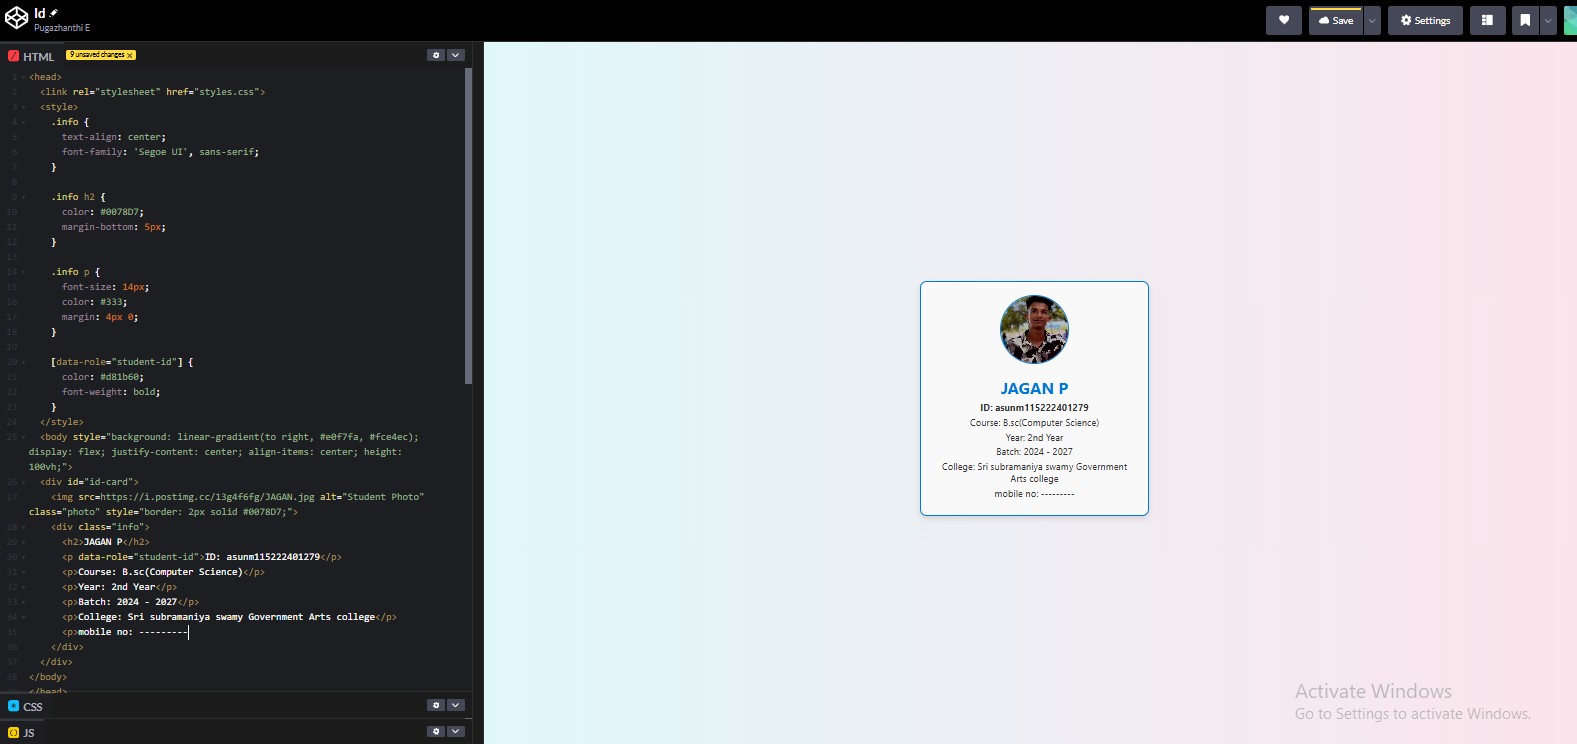 Id
Pugazhanthi E
Save
Settings
HTML
9 unsaved changes X
1 <head>
2 <link rel="stylesheet" href="styles.css">
3 <style>
4 .info {
5 text-align: center;
6 font-family: 'Segoe UI', sans-serif;
7 }
8
9 .info h2 {
10 color: #0078D7;
11 margin-bottom: 5px;
12 }
13
14 .info p {
15 font-size: 14px;
16 color: #333;
17 margin: 4px 0;
18 }
19
20 [data-role="student-id"] {
21 color: #d81b60;
22 font-weight: bold;
23 }
24 </style>
25 <body style="background: linear-gradient(to right, #e0f7fa, #fce4ec);
display: flex; justify-content: center; align-items: center; height:
100vh;">
26 <div id="id-card">
27 <img src=https://i.postimg.cc/13g4f6fg/JAGAN.jpg alt="Student Photo"
class="photo" style="border: 2px solid #0078D7;">
28 <div class="info">
29 <h2>JAGAN P</h2>
30 <p data-role="student-id">ID: asunm115222401279</p>
31 <p>Course: B.sc(Computer Science)</p>
32 <p>Year: 2nd Year</p>
33 <p>Batch: 2024 - 2027</p>
34 <p>College: Sri subramaniya swamy Government Arts college</p>
35 <p>mobile no: ---------
36 </div>
37 </div>
38 </body>
</head>
CSS
JS
JAGAN P
ID: asunm115222401279
Course: B.sc(Computer Science)
Year: 2nd Year
Batch: 2024 - 2027
College: Sri subramaniya swamy Government
Arts college
mobile no: ---------
Activate Windows
Go to Settings to activate Windows.